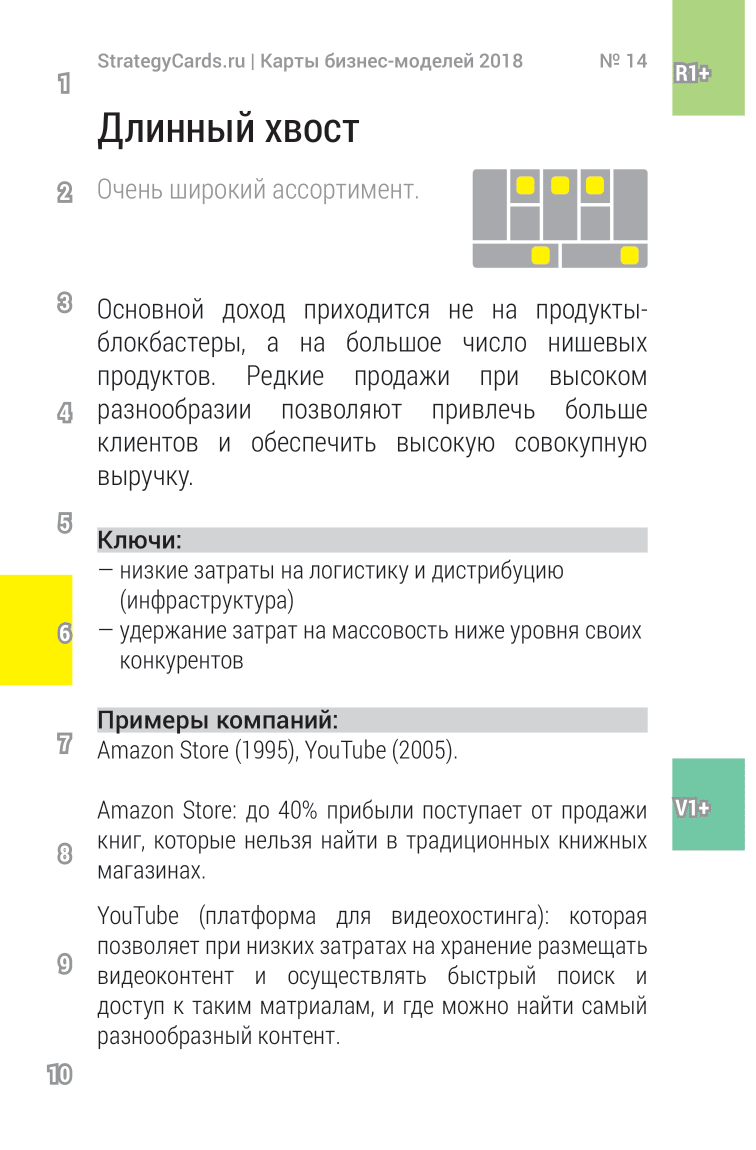 StrategyCards.ru | Карты бизнес-моделей 2018 № 14
R1+
1
Длинный хвост
2
Очень широкий ассортимент.
3
Основной доход приходится не на продукты-
блокбастеры, а на большое число нишевых
продуктов. Редкие продажи при высоком
4
разнообразии позволяют привлечь больше
клиентов и обеспечить высокую совокупную
выручку.
5
Ключи:
— низкие затраты на логистику и дистрибуцию
(инфраструктура)
6
— удержание затрат на массовость ниже уровня своих
конкурентов
Примеры компаний:
7
Amazon Store (1995), YouTube (2005).
V1+
Amazon Store: до 40% прибыли поступает от продажи
книг, которые нельзя найти в традиционных книжных
8
магазинах.
YouTube (платформа для видеохостинга): которая
позволяет при низких затратах на хранение размещать
9
видеоконтент и осуществлять быстрый поиск и
доступ к таким матриалам, и где можно найти самый
разнообразный контент.
10